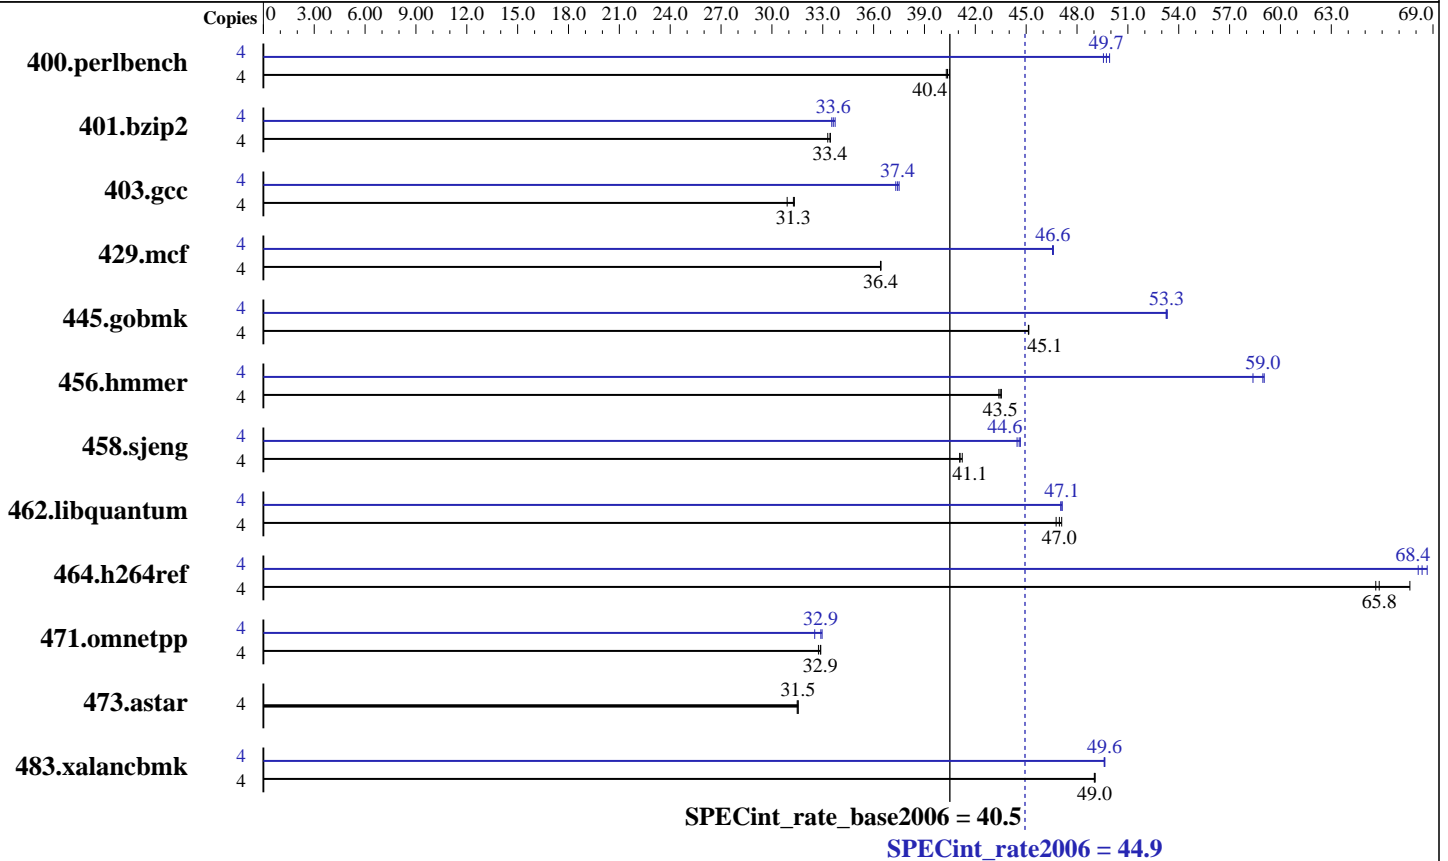 Copies 0 3.00 6.00 9.00 12.0 15.0 18.0 21.0 24.0 27.0 30.0 33.0 36.0 39.0 42.0 45.0 48.0 51.0 54.0 57.0 60.0 63.0 69.0
400.perlbench
4 49.7
4 40.4
401.bzip2
4 33.6
4 33.4
403.gcc
4 37.4
4 31.3
429.mcf
4 46.6
4 36.4
445.gobmk
4 53.3
4 45.1
456.hmmer
4 59.0
4 43.5
458.sjeng
4 44.6
4 41.1
462.libquantum
4 47.1
4 47.0
464.h264ref
4 68.4
4 65.8
471.omnetpp
4 32.9
4 32.9
473.astar
4 31.5
483.xalancbmk
4 49.6
4 49.0
SPECint_rate_base2006 = 40.5
SPECint_rate2006 = 44.9